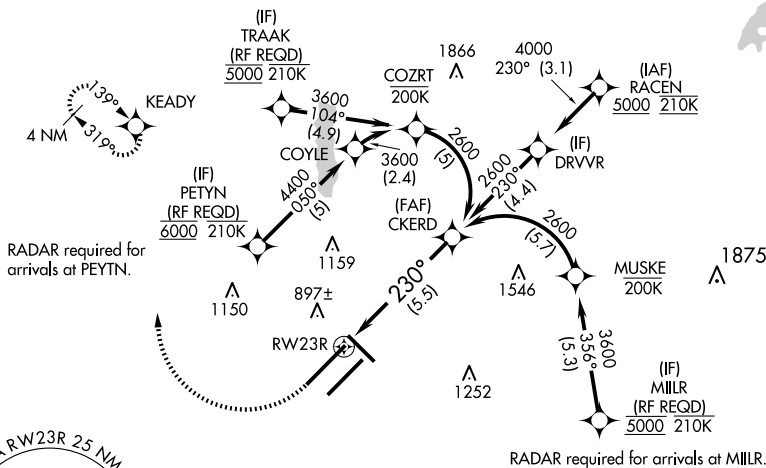 (IF)
TRAAK
(RF REQD)
5000 210K
139°
KEADY
4 NM
319°
3600
104°
(4.9)
COZRT
200K
1866
4000
230° (3.1)
(IAF)
RACEN
5000 210K
COYLE
3600
(2.4)
2600
(5)
(IF)
DRVVR
2600
230°
(4.4)
(IF)
PETYN
(RF REQD)
6000 210K
4400
050°
(5)
(FAF)
CKERD
2600
(5.7)
RADAR required for
arrivals at PEYTN.
1159
1150
897±
230°
(5.5)
1546
MUSKE
200K
1875
RW23R
1252
3600
356°
(5.3)
(IF)
MIILR
(RF REQD)
5000 210K
RADAR required for arrivals at MIILR.
RW23R 25 NM